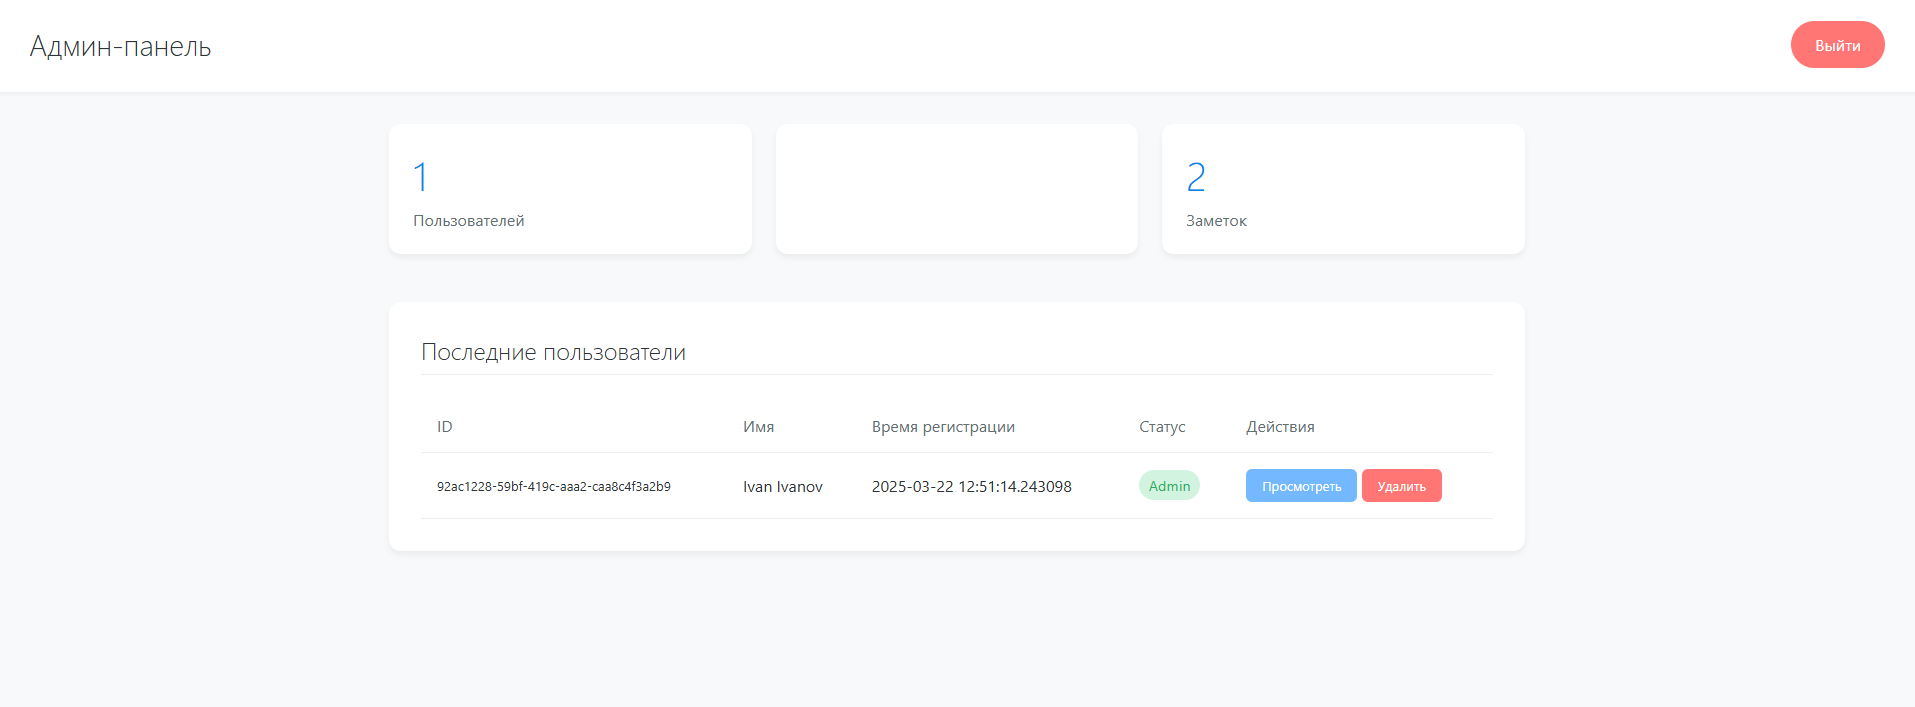 Админ-панель
Выйти
1
Пользователей
2
Заметок
Последние пользователи
ID Имя Время регистрации Статус Действия
92ac1228-59bf-419c-aaa2-caa8c4f3a2b9 Ivan Ivanov 2025-03-22 12:51:14.243098 Admin Просмотреть Удалить